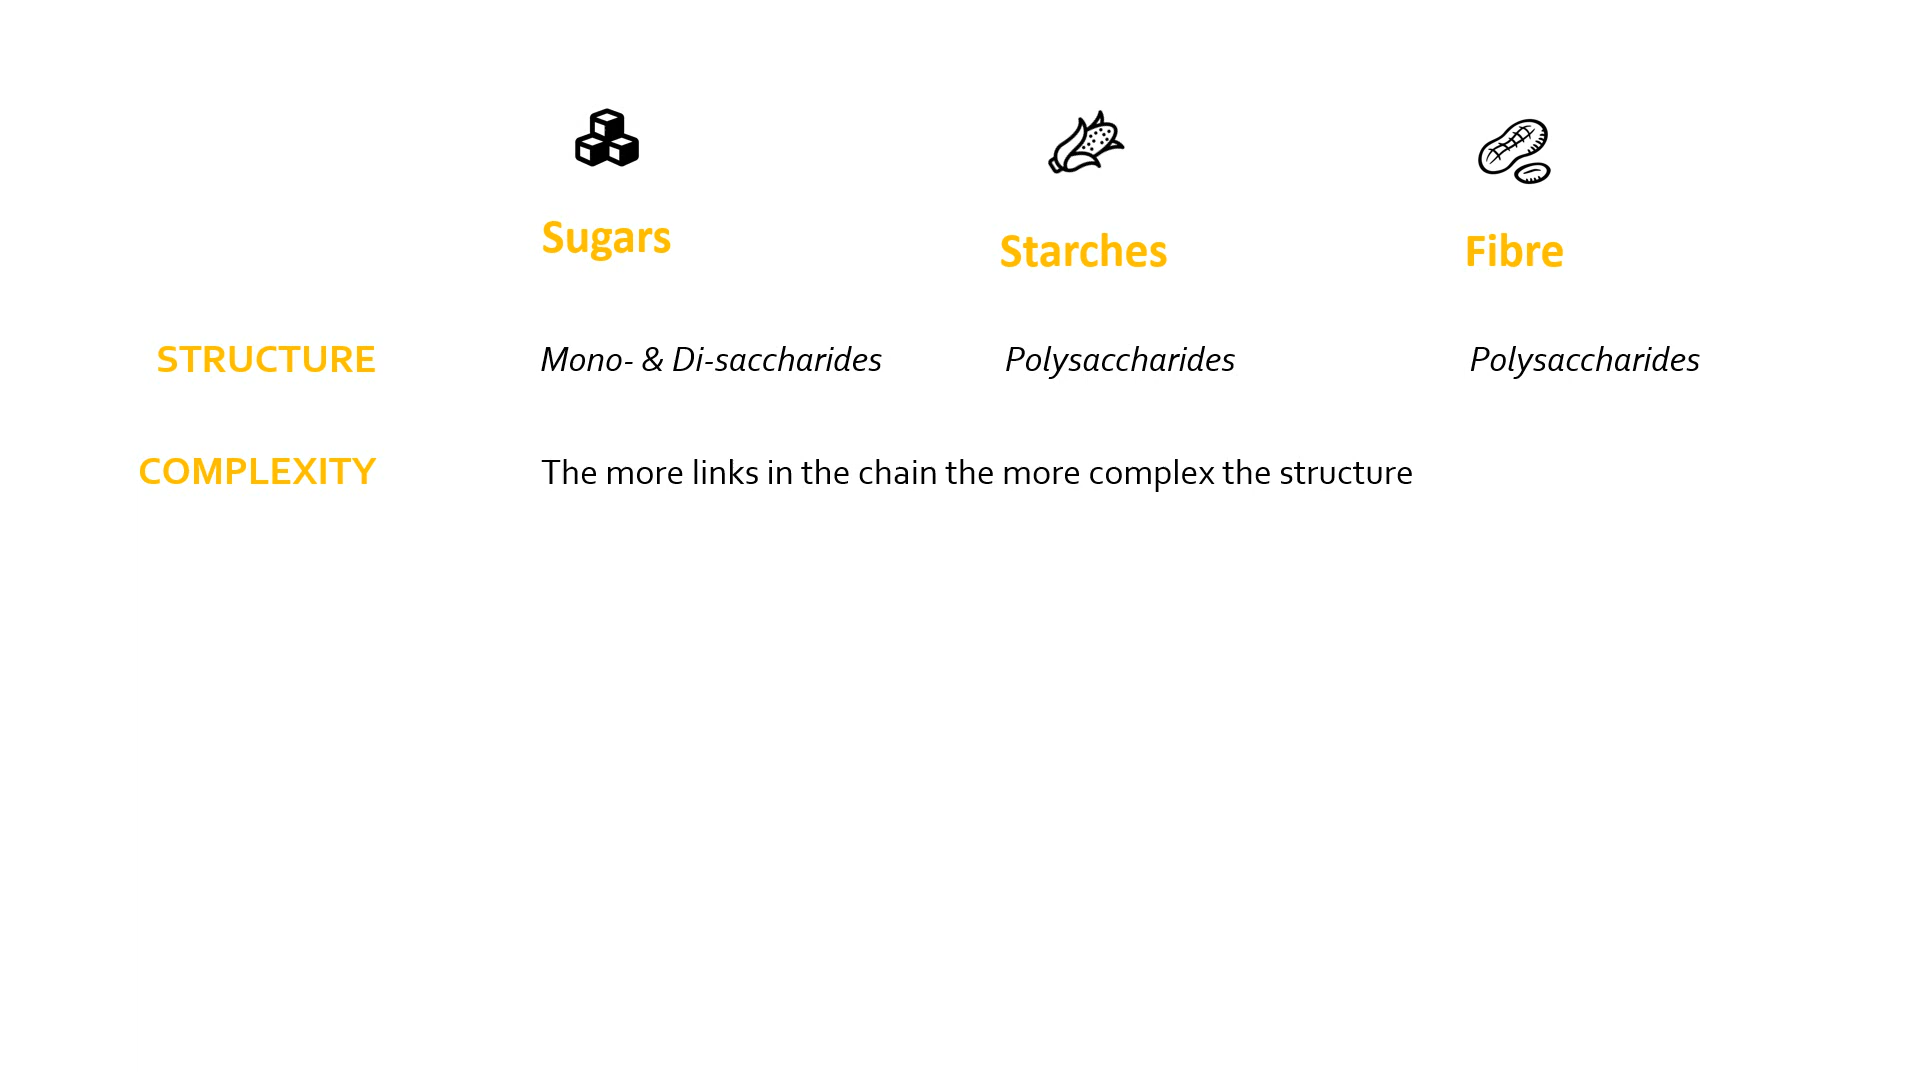 Sugars
Starches
Fibre
STRUCTURE
Mono- & Di-saccharides
Polysaccharides
Polysaccharides
COMPLEXITY
The more links in the chain the more complex the structure